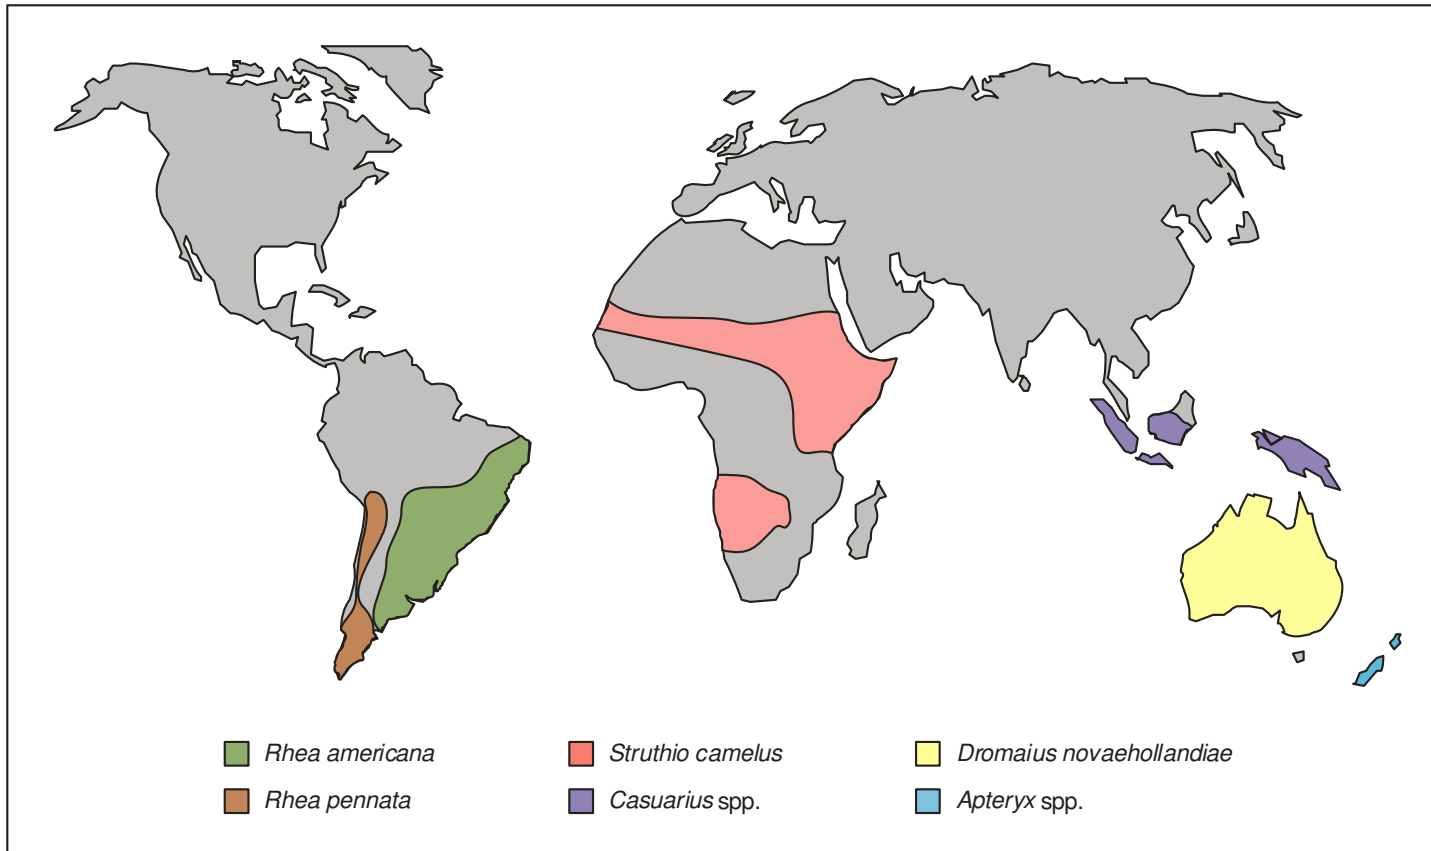 Rhea americana
Struthio camelus
Dromaius novaehollandiae
Rhea pennata
Casuarius spp.
Apteryx spp.